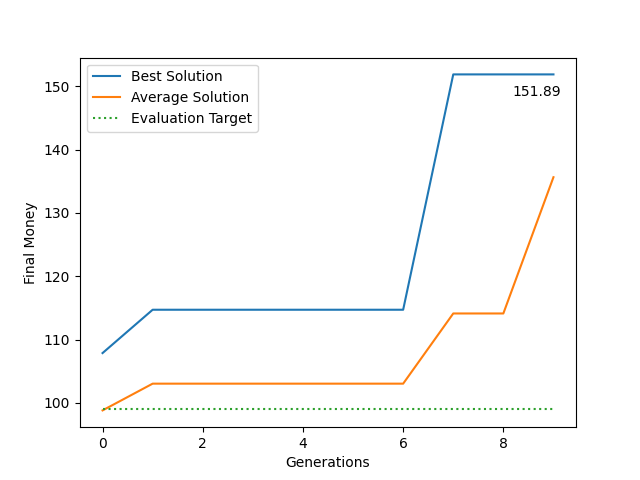 Best Solution
Average Solution
Evaluation Target
151.89
150
140
130
120
110
100
Final Money
0 2 4 6 8
Generations